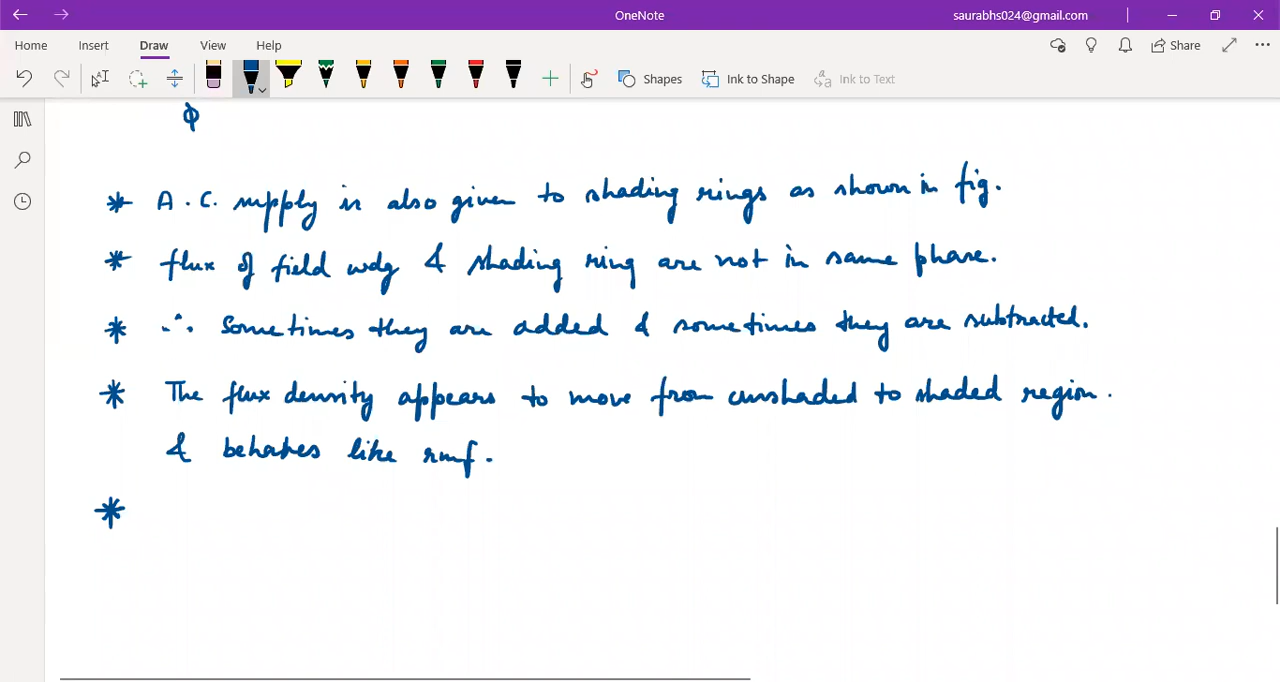 OneNote
saurabhs024@gmail.com
Home Insert Draw View Help
Share
Shapes Ink to Shape Ink to Text
ϕ
* A.C. supply is also given to shading rings as shown in fig.
* flux of field wdg & shading ring are not in same phase.
* ∴ Sometimes they are added & sometimes they are subtracted.
* The flux density appears to move from unshaded to shaded region.
& behaves like rmf.
*